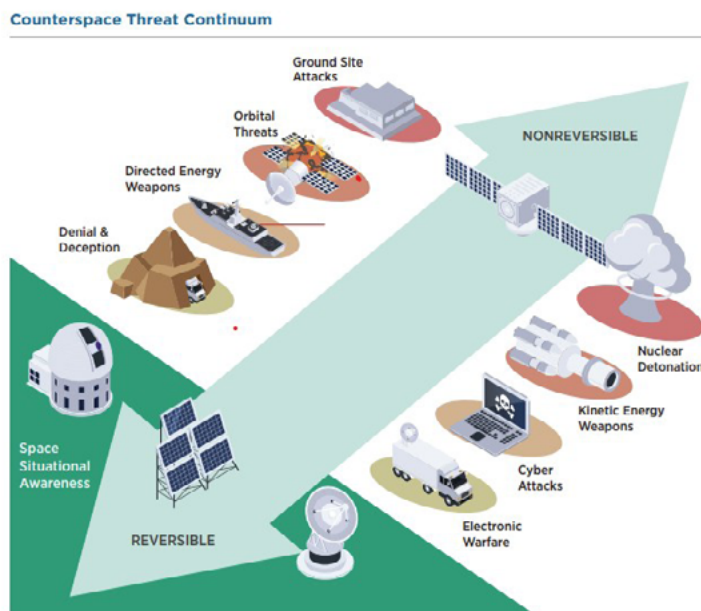 Counterspace Threat Continuum
Ground Site
Attacks
Orbital
Threats
NONREVERSIBLE
Directed Energy
Weapons
Denial &
Deception
Nuclear
Detonation
Kinetic Energy
Weapons
Space
Situational
Awareness
Cyber
Attacks
Electronic
Warfare
REVERSIBLE